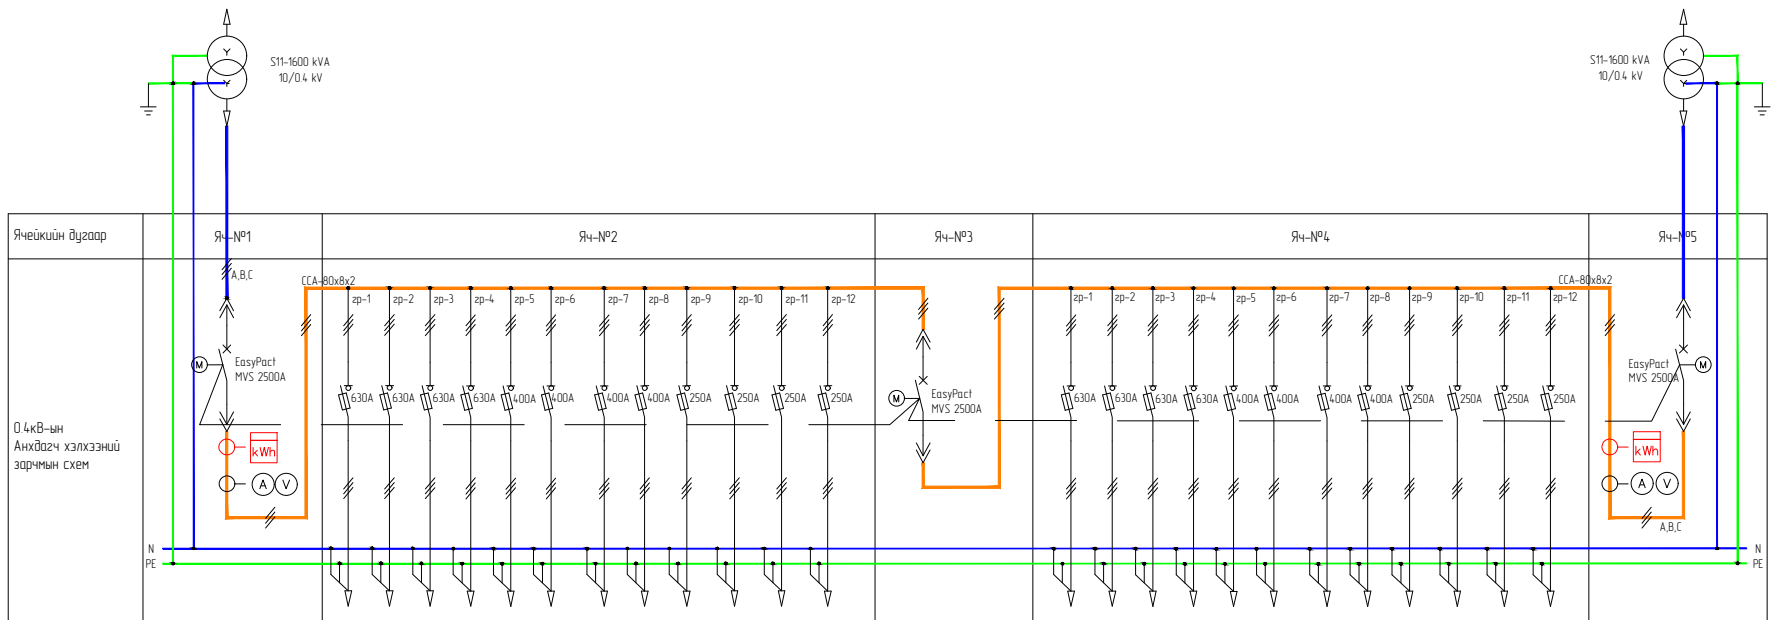 S11-1600 kVA
10/0.4 kV
S11-1600 kVA
10/0.4 kV
Ячейкийн дугаар
Яч-№1
Яч-№2
Яч-№3
Яч-№4
Яч-№5
A,B,C
ССА-80х8х2
гр-1
гр-2
гр-3
гр-4
гр-5
гр-6
гр-7
гр-8
гр-9
гр-10
гр-11
гр-12
гр-1
гр-2
гр-3
гр-4
гр-5
гр-6
гр-7
гр-8
гр-9
гр-10
гр-11
гр-12
ССА-80х8х2
M
EasyPact
MVS 2500A
630A
630A
630A
630A
400A
400A
400A
400A
250A
250A
250A
250A
M
EasyPact
MVS 2500A
630A
630A
630A
630A
400A
400A
400A
400A
250A
250A
250A
250A
EasyPact
MVS 2500A
M
0.4кВ-ын
Анхдагч хэлхээний
зарчмын схем
kWh
A
V
kWh
A
V
A,B,C
N
PE
N
PE